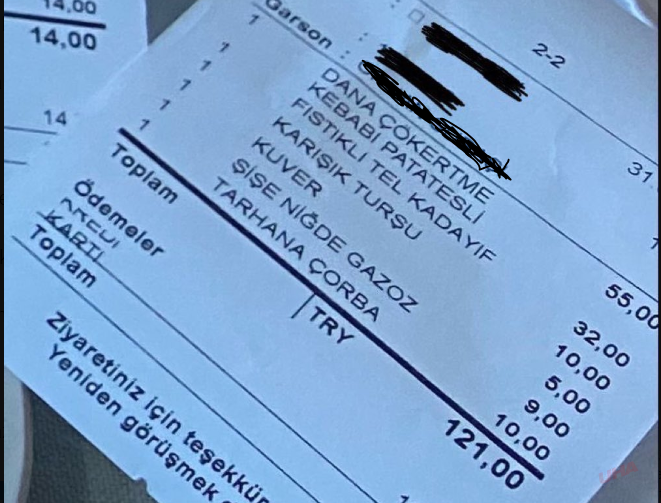 14,00
14,00
14
2-2
Garson :
31.
1 DANA ÇÖKERTME
KEBABI PATATESLİ 55,00
1 FISTIKLI TEL KADAYIF 32,00
1 KARIŞIK TURŞU 10,00
1 KUVER 5,00
1 ŞİŞE NİĞDE GAZOZ 9,00
1 TARHANA ÇORBA 10,00
Toplam TRY 121,00
Ödemeler
KARTI
Toplam
Ziyaretiniz için teşekkür
Yeniden görüşmek